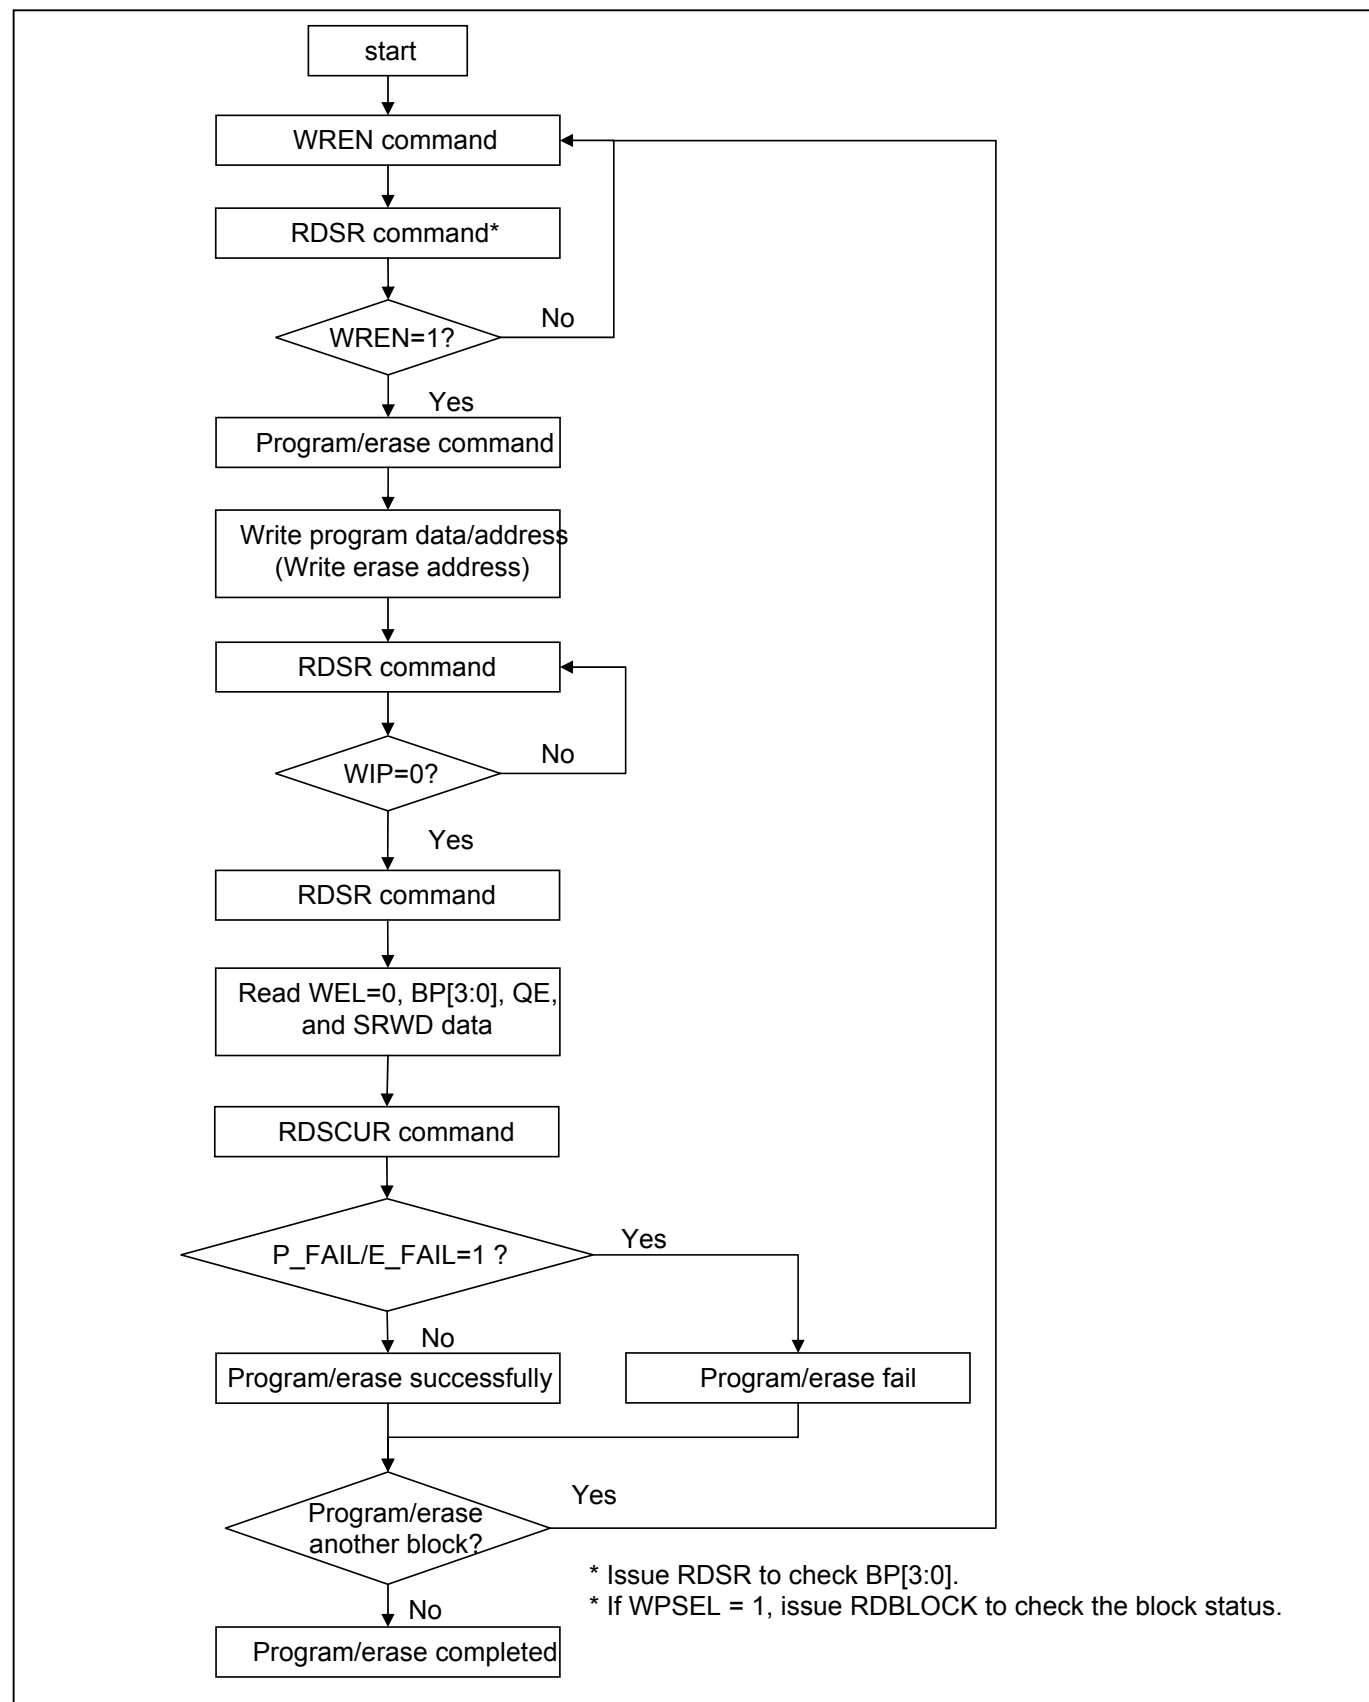 start
WREN command
RDSR command*
WREN=1?
No
Yes
Program/erase command
Write program data/address
(Write erase address)
RDSR command
WIP=0?
No
Yes
RDSR command
Read WEL=0, BP[3:0], QE,
and SRWD data
RDSCUR command
P_FAIL/E_FAIL=1 ?
Yes
No
Program/erase successfully
Program/erase fail
Program/erase
another block?
Yes
No
* Issue RDSR to check BP[3:0].
* If WPSEL = 1, issue RDBLOCK to check the block status.
Program/erase completed